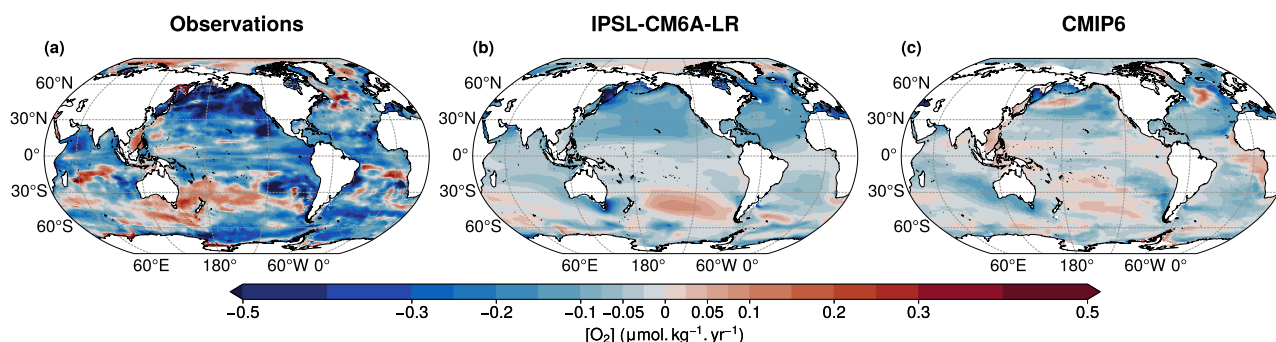 Observations
IPSL-CM6A-LR
CMIP6
(a)
(b)
(c)
60°N
30°N
0°
30°S
60°S
60°E 180° 60°W 0°
60°N
30°N
0°
30°S
60°S
60°E 180° 60°W 0°
60°N
30°N
0°
30°S
60°S
60°E 180° 60°W 0°
−0.5 −0.3 −0.2 −0.1 −0.05 0 0.05 0.1 0.2 0.3 0.5
[O₂] (µmol.kg⁻¹.yr⁻¹)